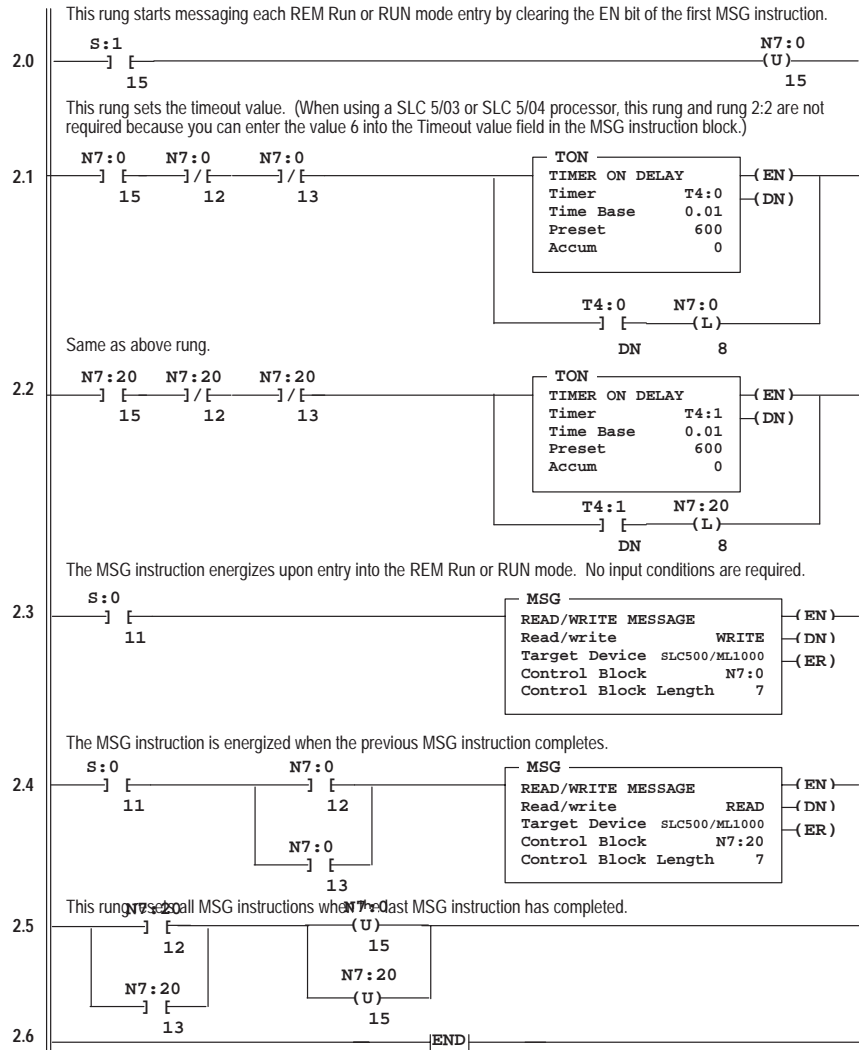 This rung starts messaging each REM Run or RUN mode entry by clearing the EN bit of the first MSG instruction.
S:1 N7:0
2.0 ] [ (U)
15 15
This rung sets the timeout value. (When using a SLC 5/03 or SLC 5/04 processor, this rung and rung 2:2 are not
required because you can enter the value 6 into the Timeout value field in the MSG instruction block.)
N7:0 N7:0 N7:0 TON
2.1 ] [ ]/[ ]/[ TIMER ON DELAY (EN)
15 12 13 Timer T4:0 (DN)
Time Base 0.01
Preset 600
Accum 0
T4:0 N7:0
] [ (L)
DN 8
Same as above rung.
N7:20 N7:20 N7:20 TON
2.2 ] [ ]/[ ]/[ TIMER ON DELAY (EN)
15 12 13 Timer T4:1 (DN)
Time Base 0.01
Preset 600
Accum 0
T4:1 N7:20
] [ (L)
DN 8
The MSG instruction energizes upon entry into the REM Run or RUN mode. No input conditions are required.
S:0 MSG
2.3 ] [ READ/WRITE MESSAGE (EN)
11 Read/write WRITE (DN)
Target Device SLC500/ML1000 (ER)
Control Block N7:0
Control Block Length 7
The MSG instruction is energized when the previous MSG instruction completes.
S:0 N7:0 MSG
2.4 ] [ ] [ READ/WRITE MESSAGE (EN)
11 12 Read/write READ (DN)
Target Device SLC500/ML1000 (ER)
N7:0 Control Block N7:20
] [ Control Block Length 7
13
This rung resets all MSG instructions when the last MSG instruction has completed.
N7:20 N7:0
2.5 ] [ (U)
12 15
N7:20 N7:20
] [ (U)
13 15
2.6 END